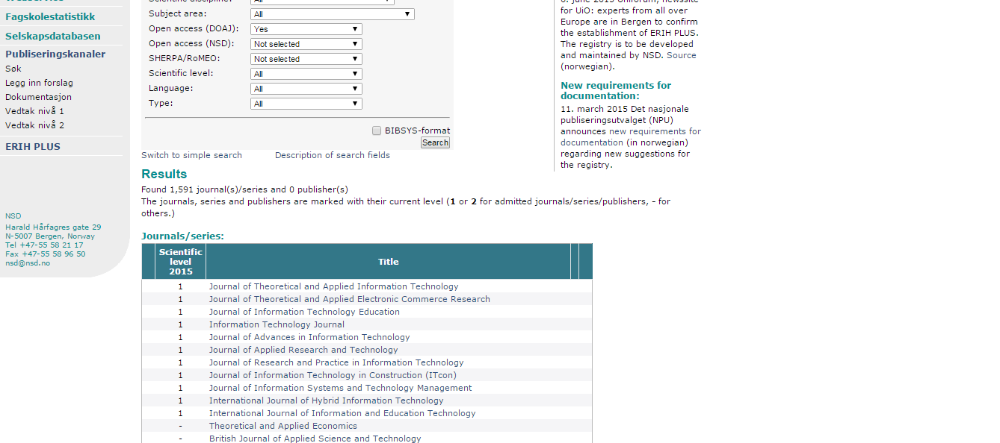 Fagskolestatistikk
Selskapsdatabasen
Publiseringskanaler
Søk
Legg inn forslag
Dokumentasjon
Vedtak nivå 1
Vedtak nivå 2
ERIH PLUS
NSD
Harald Hårfagres gate 29
N-5007 Bergen, Norway
Tel +47-55 58 21 17
Fax +47-55 58 96 50
nsd@nsd.no
Subject area: All
Open access (DOAJ): Yes
Open access (NSD): Not selected
SHERPA/RoMEO: Not selected
Scientific level: All
Language: All
Type: All
BIBSYS-format
Search
Switch to simple search Description of search fields
Results
Found 1,591 journal(s)/series and 0 publisher(s)
The journals, series and publishers are marked with their current level (1 or 2 for admitted journals/series/publishers, - for
others.)
Journals/series:
Scientific
level
2015
Title
1 Journal of Theoretical and Applied Information Technology
1 Journal of Theoretical and Applied Electronic Commerce Research
1 Journal of Information Technology Education
1 Information Technology Journal
1 Journal of Advances in Information Technology
1 Journal of Applied Research and Technology
1 Journal of Research and Practice in Information Technology
1 Journal of Information Technology in Construction (ITcon)
1 Journal of Information Systems and Technology Management
1 International Journal of Hybrid Information Technology
1 International Journal of Information and Education Technology
- Theoretical and Applied Economics
- British Journal of Applied Science and Technology
for UiO: experts from all over
Europe are in Bergen to confirm
the establishment of ERIH PLUS.
The registry is to be developed
and maintained by NSD. Source
(norwegian).
New requirements for
documentation:
11. march 2015 Det nasjonale
publiseringsutvalget (NPU)
announces new requirements for
documentation (in norwegian)
regarding new suggestions for
the registry.